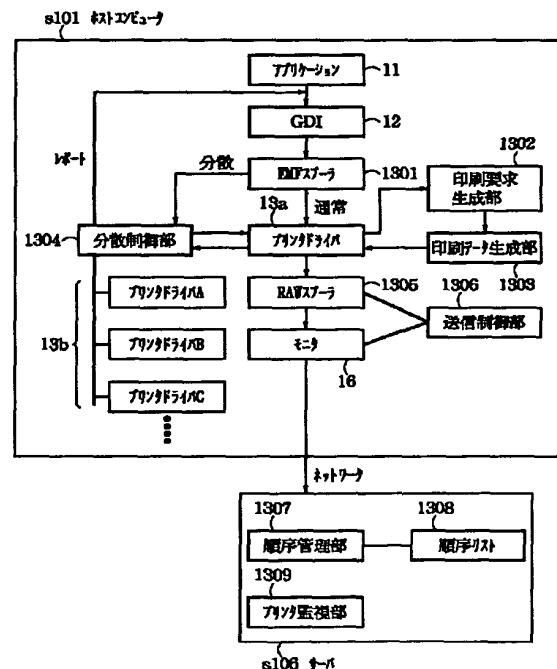 s101 ホストコンピュータ
アプリケーション
11
GDI
12
レポート
分散
EMFスプーラ
1301
1302
印刷要求
生成部
13a
通常
1304
分散制御部
プリンタドライバ
印刷データ生成部
1303
プリンタドライバA
RAWスプーラ
1305
1306
送信制御部
13b
プリンタドライバB
モニタ
16
プリンタドライバC
ネットワーク
1307
順序管理部
1308
順序リスト
1309
プリンタ監視部
s106 サーバ